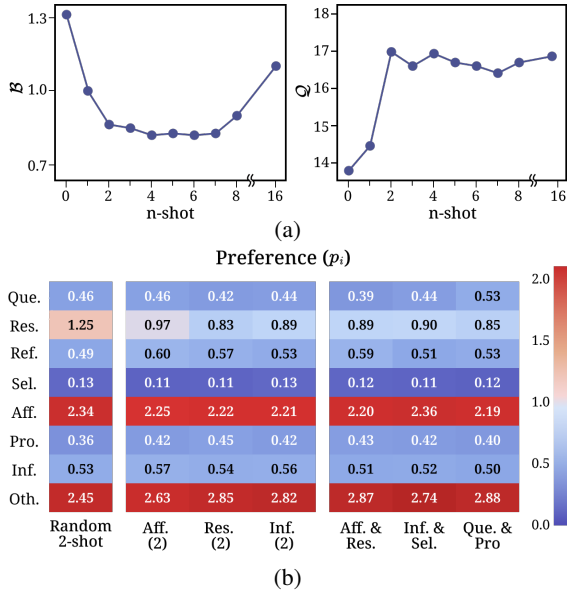 1.3
1.0
0.7
ℬ
0 2 4 6 8 16
n-shot
18
17
16
15
14
𝒬
0 2 4 6 8 16
n-shot
(a)
Preference (pᵢ)
Que. 0.46 0.46 0.42 0.44 0.39 0.44 0.53
Res. 1.25 0.97 0.83 0.89 0.89 0.90 0.85
Ref. 0.49 0.60 0.57 0.53 0.59 0.51 0.53
Sel. 0.13 0.11 0.11 0.13 0.12 0.11 0.12
Aff. 2.34 2.25 2.22 2.21 2.20 2.36 2.19
Pro. 0.36 0.42 0.45 0.42 0.43 0.42 0.40
Inf. 0.53 0.57 0.54 0.56 0.51 0.52 0.50
Oth. 2.45 2.63 2.85 2.82 2.87 2.74 2.88
Random Aff. Res. Inf. Aff. & Inf. & Que. &
2-shot (2) (2) (2) Res. Sel. Pro
2.0
1.5
1.0
0.5
0.0
(b)